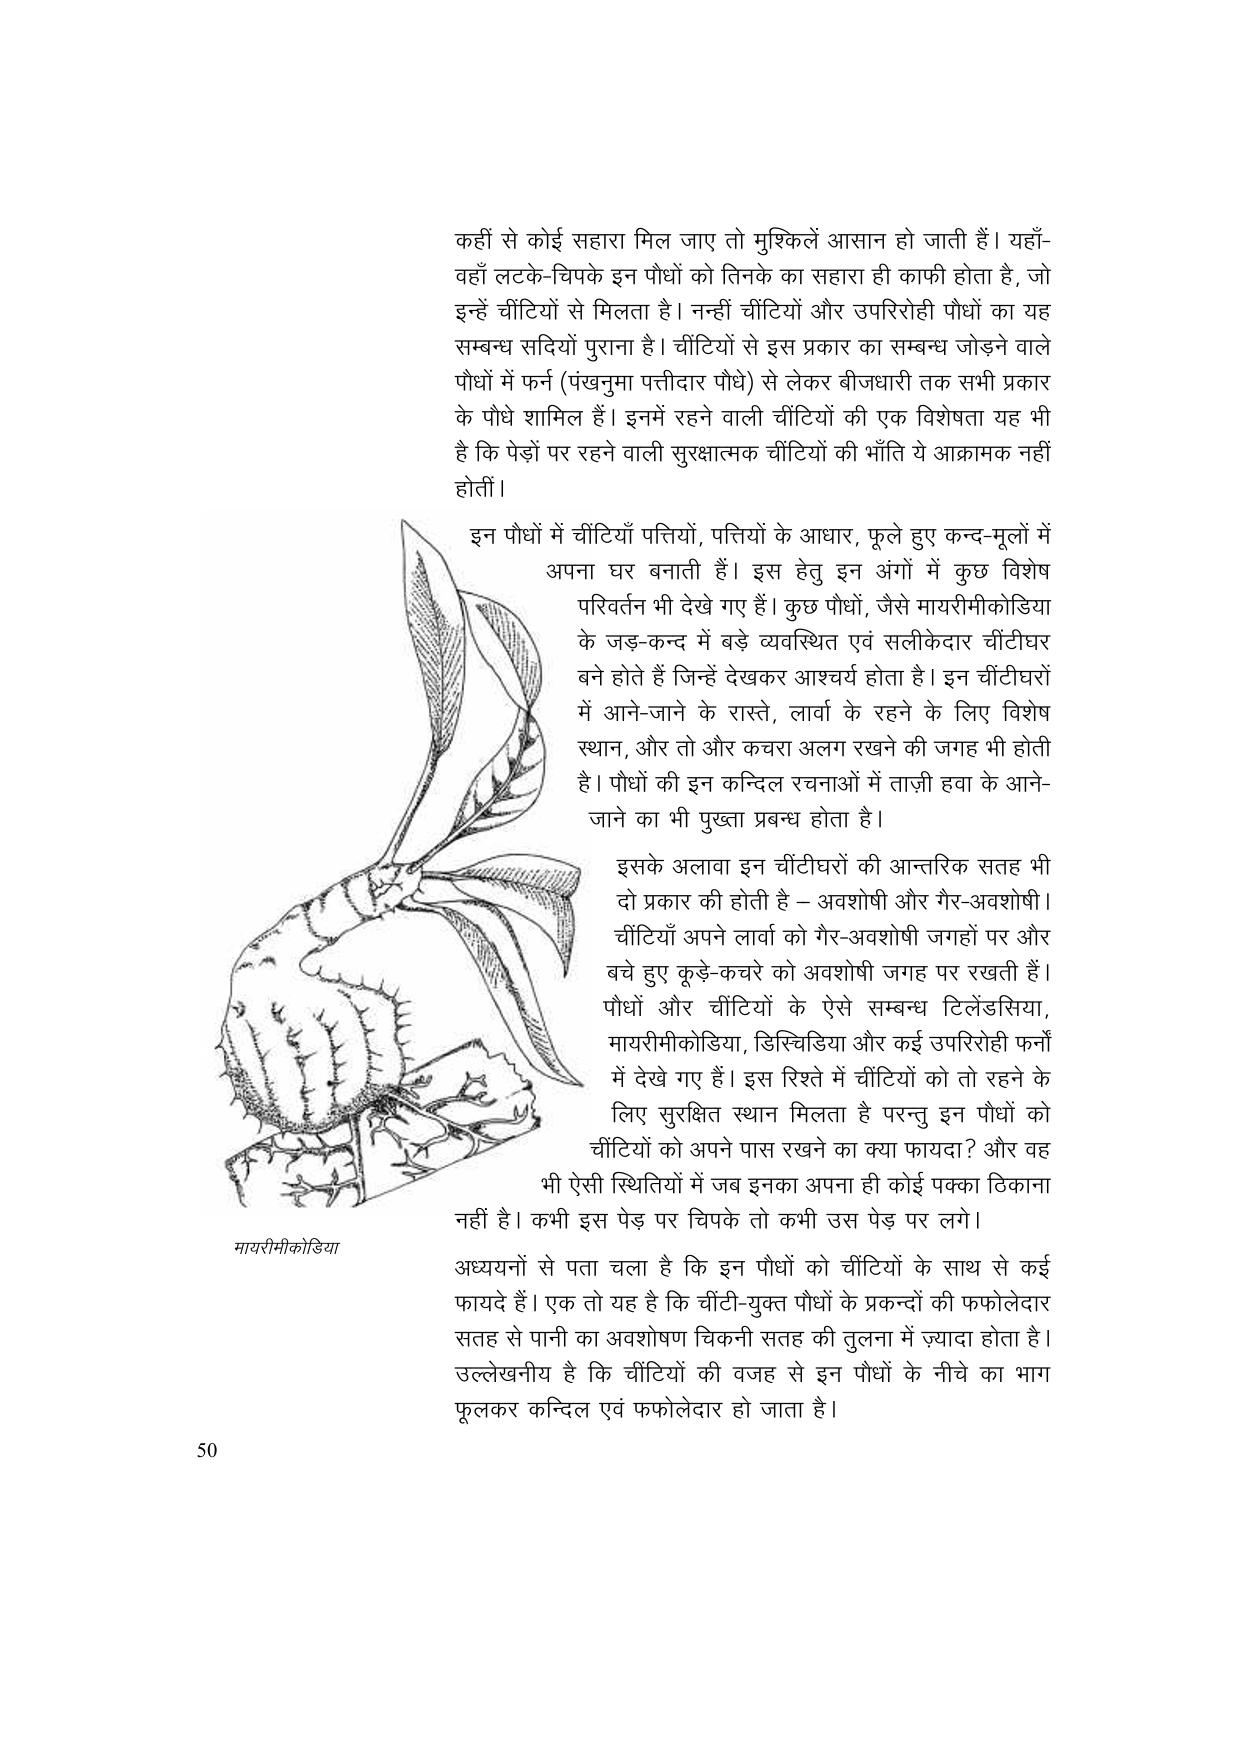 कहीं से कोई सहारा मिल जाए तो मुश्किलें आसान हो जाती हैं। यहाँ-
वहाँ लटके-चिपके इन पौधों को तिनके का सहारा ही काफी होता है, जो
इन्हें चींटियों से मिलता है। नन्हीं चींटियों और उपरिरोही पौधों का यह
सम्बन्ध सदियों पुराना है। चींटियों से इस प्रकार का सम्बन्ध जोड़ने वाले
पौधों में फर्न (पंखनुमा पत्तीदार पौधे) से लेकर बीजधारी तक सभी प्रकार
के पौधे शामिल हैं। इनमें रहने वाली चींटियों की एक विशेषता यह भी
है कि पेड़ों पर रहने वाली सुरक्षात्मक चींटियों की भाँति ये आक्रामक नहीं
होतीं।
इन पौधों में चींटियाँ पत्तियों, पत्तियों के आधार, फूले हुए कन्द-मूलों में
अपना घर बनाती हैं। इस हेतु इन अंगों में कुछ विशेष
परिवर्तन भी देखे गए हैं। कुछ पौधों, जैसे मायरीमीकोडिया
के जड़-कन्द में बड़े व्यवस्थित एवं सलीकेदार चींटीघर
बने होते हैं जिन्हें देखकर आश्चर्य होता है। इन चींटीघरों
में आने-जाने के रास्ते, लार्वा के रहने के लिए विशेष
स्थान, और तो और कचरा अलग रखने की जगह भी होती
है। पौधों की इन कन्दिल रचनाओं में ताज़ी हवा के आने-
जाने का भी पुख्ता प्रबन्ध होता है।
इसके अलावा इन चींटीघरों की आन्तरिक सतह भी
दो प्रकार की होती है – अवशोषी और गैर-अवशोषी।
चींटियाँ अपने लार्वा को गैर-अवशोषी जगहों पर और
बचे हुए कूड़े-कचरे को अवशोषी जगह पर रखती हैं।
पौधों और चींटियों के ऐसे सम्बन्ध टिलेंडसिया,
मायरीमीकोडिया, डिस्चिडिया और कई उपरिरोही फर्नों
में देखे गए हैं। इस रिश्ते में चींटियों को तो रहने के
लिए सुरक्षित स्थान मिलता है परन्तु इन पौधों को
चींटियों को अपने पास रखने का क्या फायदा? और वह
भी ऐसी स्थितियों में जब इनका अपना ही कोई पक्का ठिकाना
नहीं है। कभी इस पेड़ पर चिपके तो कभी उस पेड़ पर लगे।
मायरीमीकोडिया
अध्ययनों से पता चला है कि इन पौधों को चींटियों के साथ से कई
फायदे हैं। एक तो यह है कि चींटी-युक्त पौधों के प्रकन्दों की फफोलेदार
सतह से पानी का अवशोषण चिकनी सतह की तुलना में ज़्यादा होता है।
उल्लेखनीय है कि चींटियों की वजह से इन पौधों के नीचे का भाग
फूलकर कन्दिल एवं फफोलेदार हो जाता है।
50